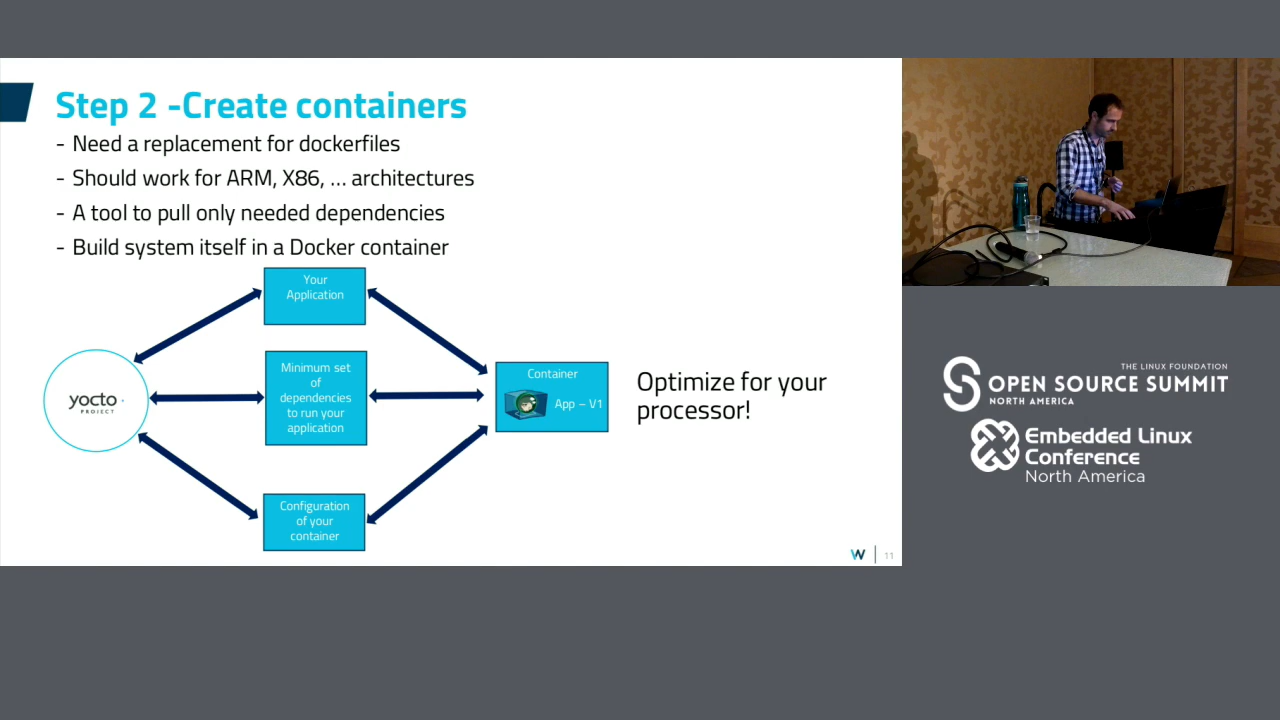 Step 2 -Create containers
- Need a replacement for dockerfiles
- Should work for ARM, X86, ... architectures
- A tool to pull only needed dependencies
- Build system itself in a Docker container
Your
Application
Minimum set
of
dependencies
to run your
application
yocto
PROJECT
Container
App – V1
Optimize for your
processor!
Configuration
of your
container
W
11
THE LINUX FOUNDATION
OPEN SOURCE SUMMIT
NORTH AMERICA
Embedded Linux
Conference
North America